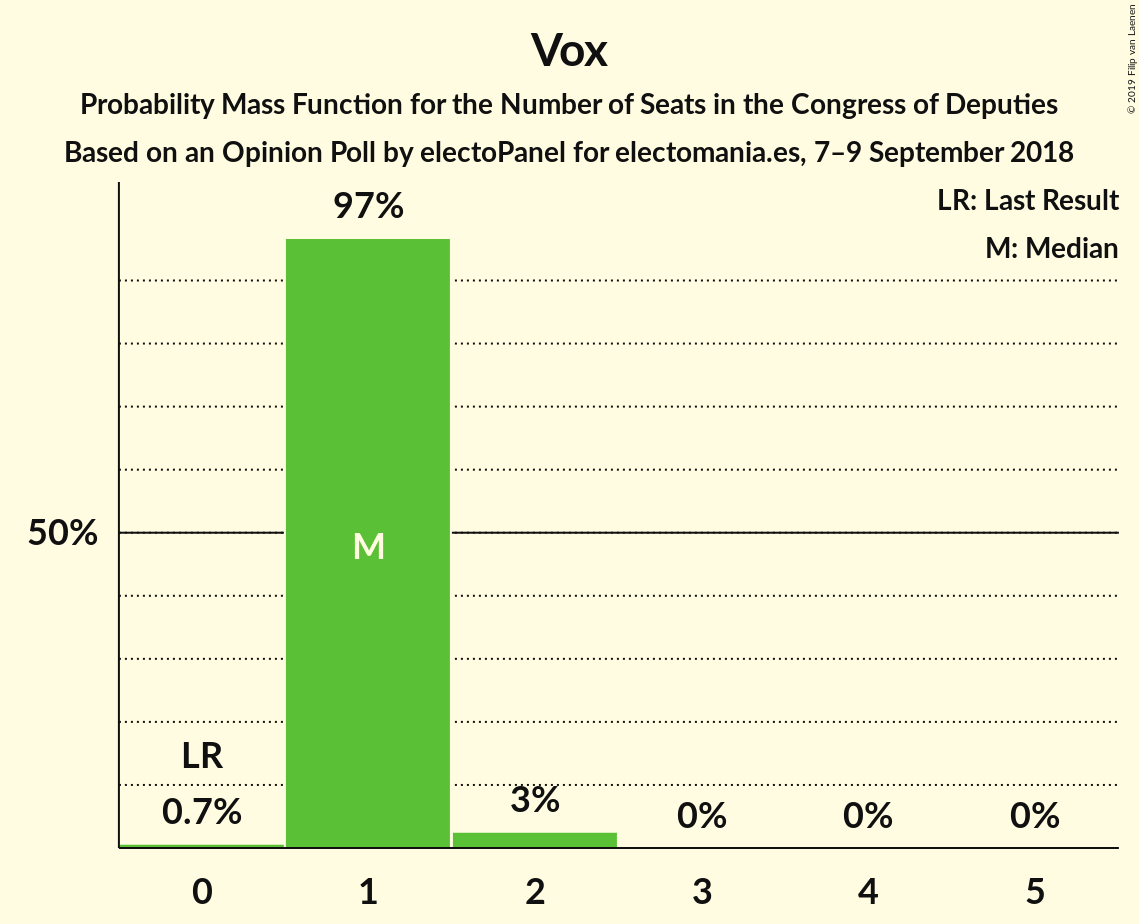 Vox
Probability Mass Function for the Number of Seats in the Congress of Deputies
Based on an Opinion Poll by electoPanel for electomania.es, 7–9 September 2018
© 2019 Filip van Laenen
LR: Last Result
M: Median
97%
50%
M
LR
0.7%
3%
0%
0%
0%
0
1
2
3
4
5